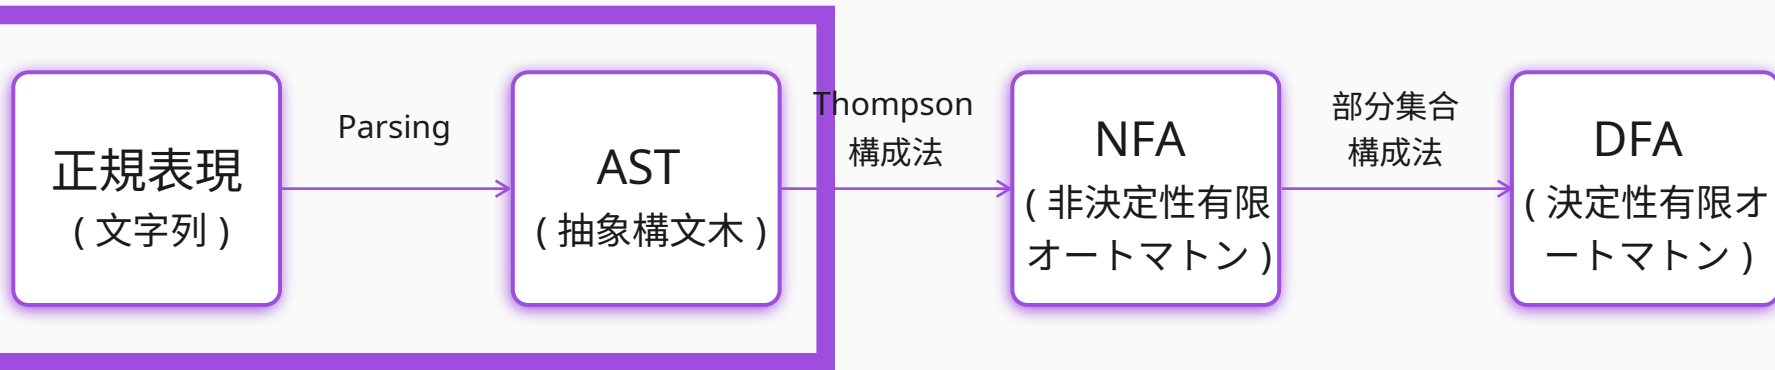 正規表現
( 文字列 )
Parsing
AST
( 抽象構文木 )
Thompson
構成法
NFA
( 非決定性有限
オートマトン )
部分集合
構成法
DFA
( 決定性有限オ
ートマトン )